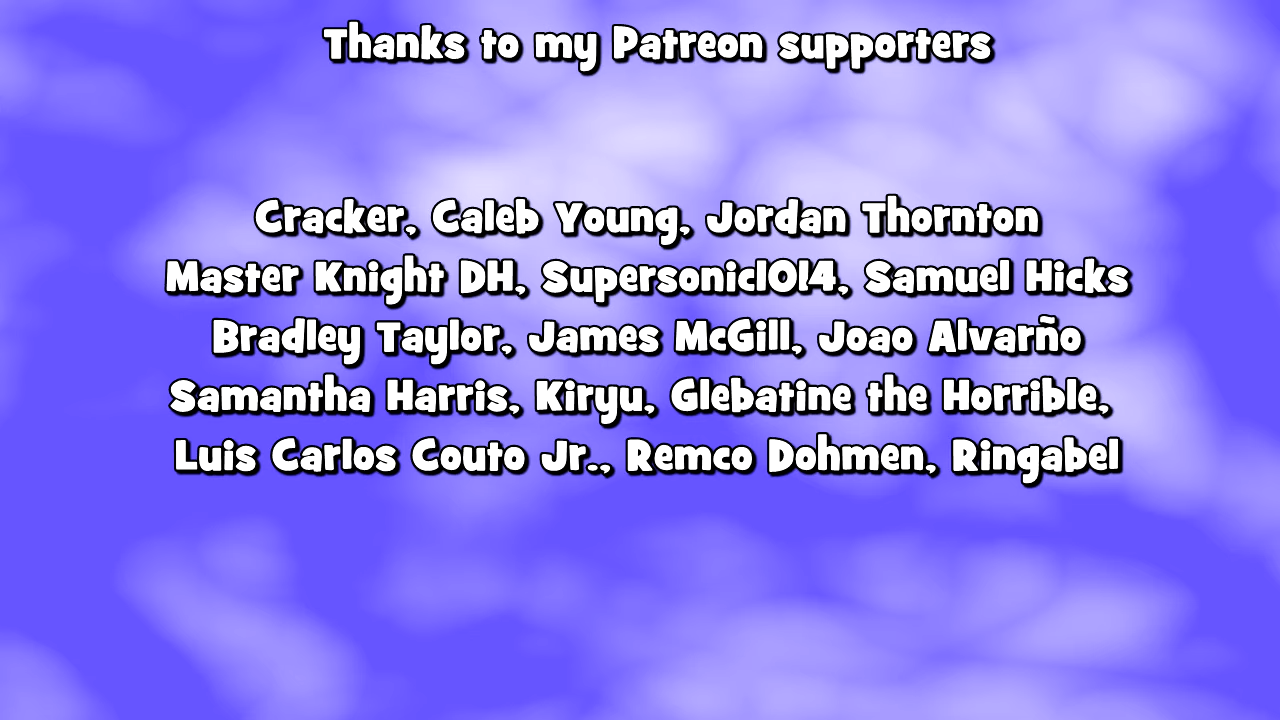 Thanks to my Patreon supporters
Cracker, Caleb Young, Jordan Thornton
Master Knight DH, Supersonic1014, Samuel Hicks
Bradley Taylor, James McGill, Joao Alvarño
Samantha Harris, Kiryu, Glebatine the Horrible,
Luis Carlos Couto Jr., Remco Dohmen, Ringabel